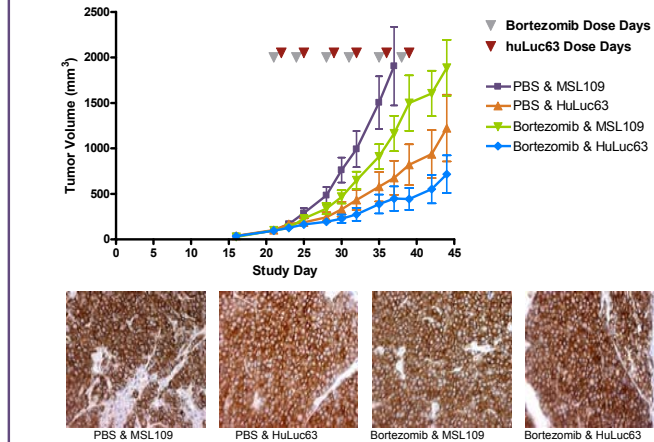 2500
2000
1500
1000
500
0
Tumor Volume (mm³)
0 5 10 15 20 25 30 35 40 45
Study Day
Bortezomib Dose Days
huLuc63 Dose Days
PBS & MSL109
PBS & HuLuc63
Bortezomib & MSL109
Bortezomib & HuLuc63
PBS & MSL109
PBS & HuLuc63
Bortezomib & MSL109
Bortezomib & HuLuc63